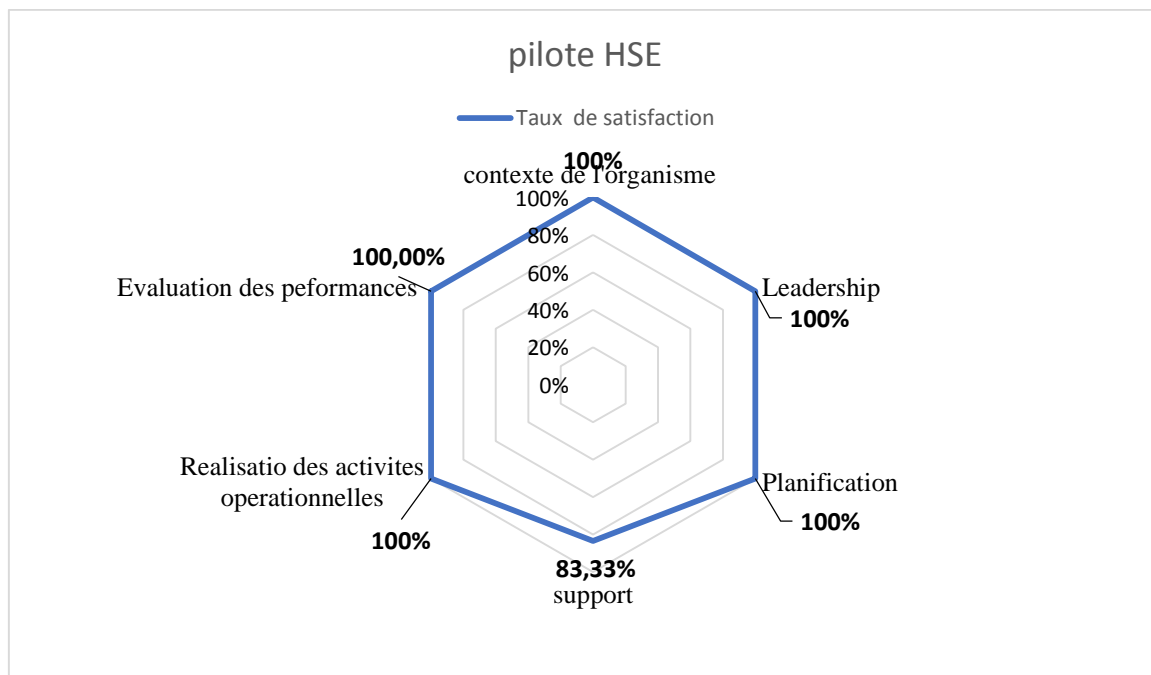 pilote HSE
Taux de satisfaction
100%
contexte de l'organisme
100%
80%
60%
40%
20%
0%
Leadership
100%
Planification
100%
83,33%
support
Realisatio des activites
operationnelles
100%
100,00%
Evaluation des peformances